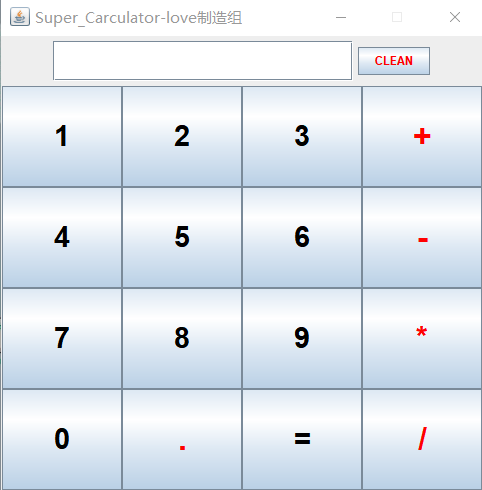 Super_Carculator-love制造组
CLEAN
1 2 3 +
4 5 6 -
7 8 9 *
0 . = /